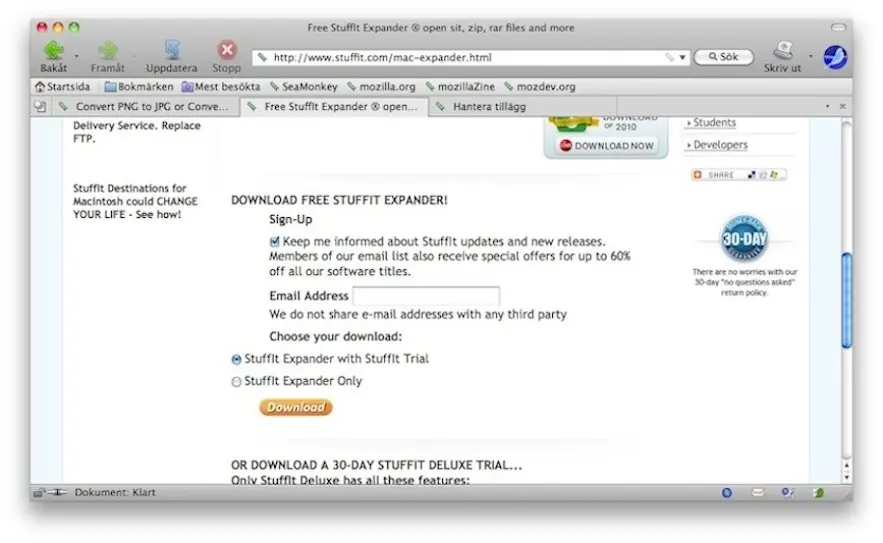 Free StuffIt Expander ® open sit, zip, rar files and more
Bakåt
Framåt
Uppdatera
Stopp
http://www.stuffit.com/mac-expander.html
Sök
Skriv ut
Startsida
Bokmärken
Mest besökta
SeaMonkey
mozilla.org
mozillaZine
mozdev.org
Convert PNG to JPG or Conve...
Free StuffIt Expander ® open...
Hantera tillägg
Delivery Service. Replace
FTP.
StuffIt Destinations for
Macintosh could CHANGE
YOUR LIFE - See how!
DOWNLOAD
OF 2010
DOWNLOAD NOW
Students
Developers
SHARE
30-DAY
There are no worries with our
30-day "no questions asked"
return policy.
DOWNLOAD FREE STUFFIT EXPANDER!
Sign-Up
Keep me informed about StuffIt updates and new releases.
Members of our email list also receive special offers for up to 60%
off all our software titles.
Email Address
We do not share e-mail addresses with any third party
Choose your download:
StuffIt Expander with StuffIt Trial
StuffIt Expander Only
Download
OR DOWNLOAD A 30-DAY STUFFIT DELUXE TRIAL...
Only StuffIt Deluxe has all these features:
Dokument: Klart